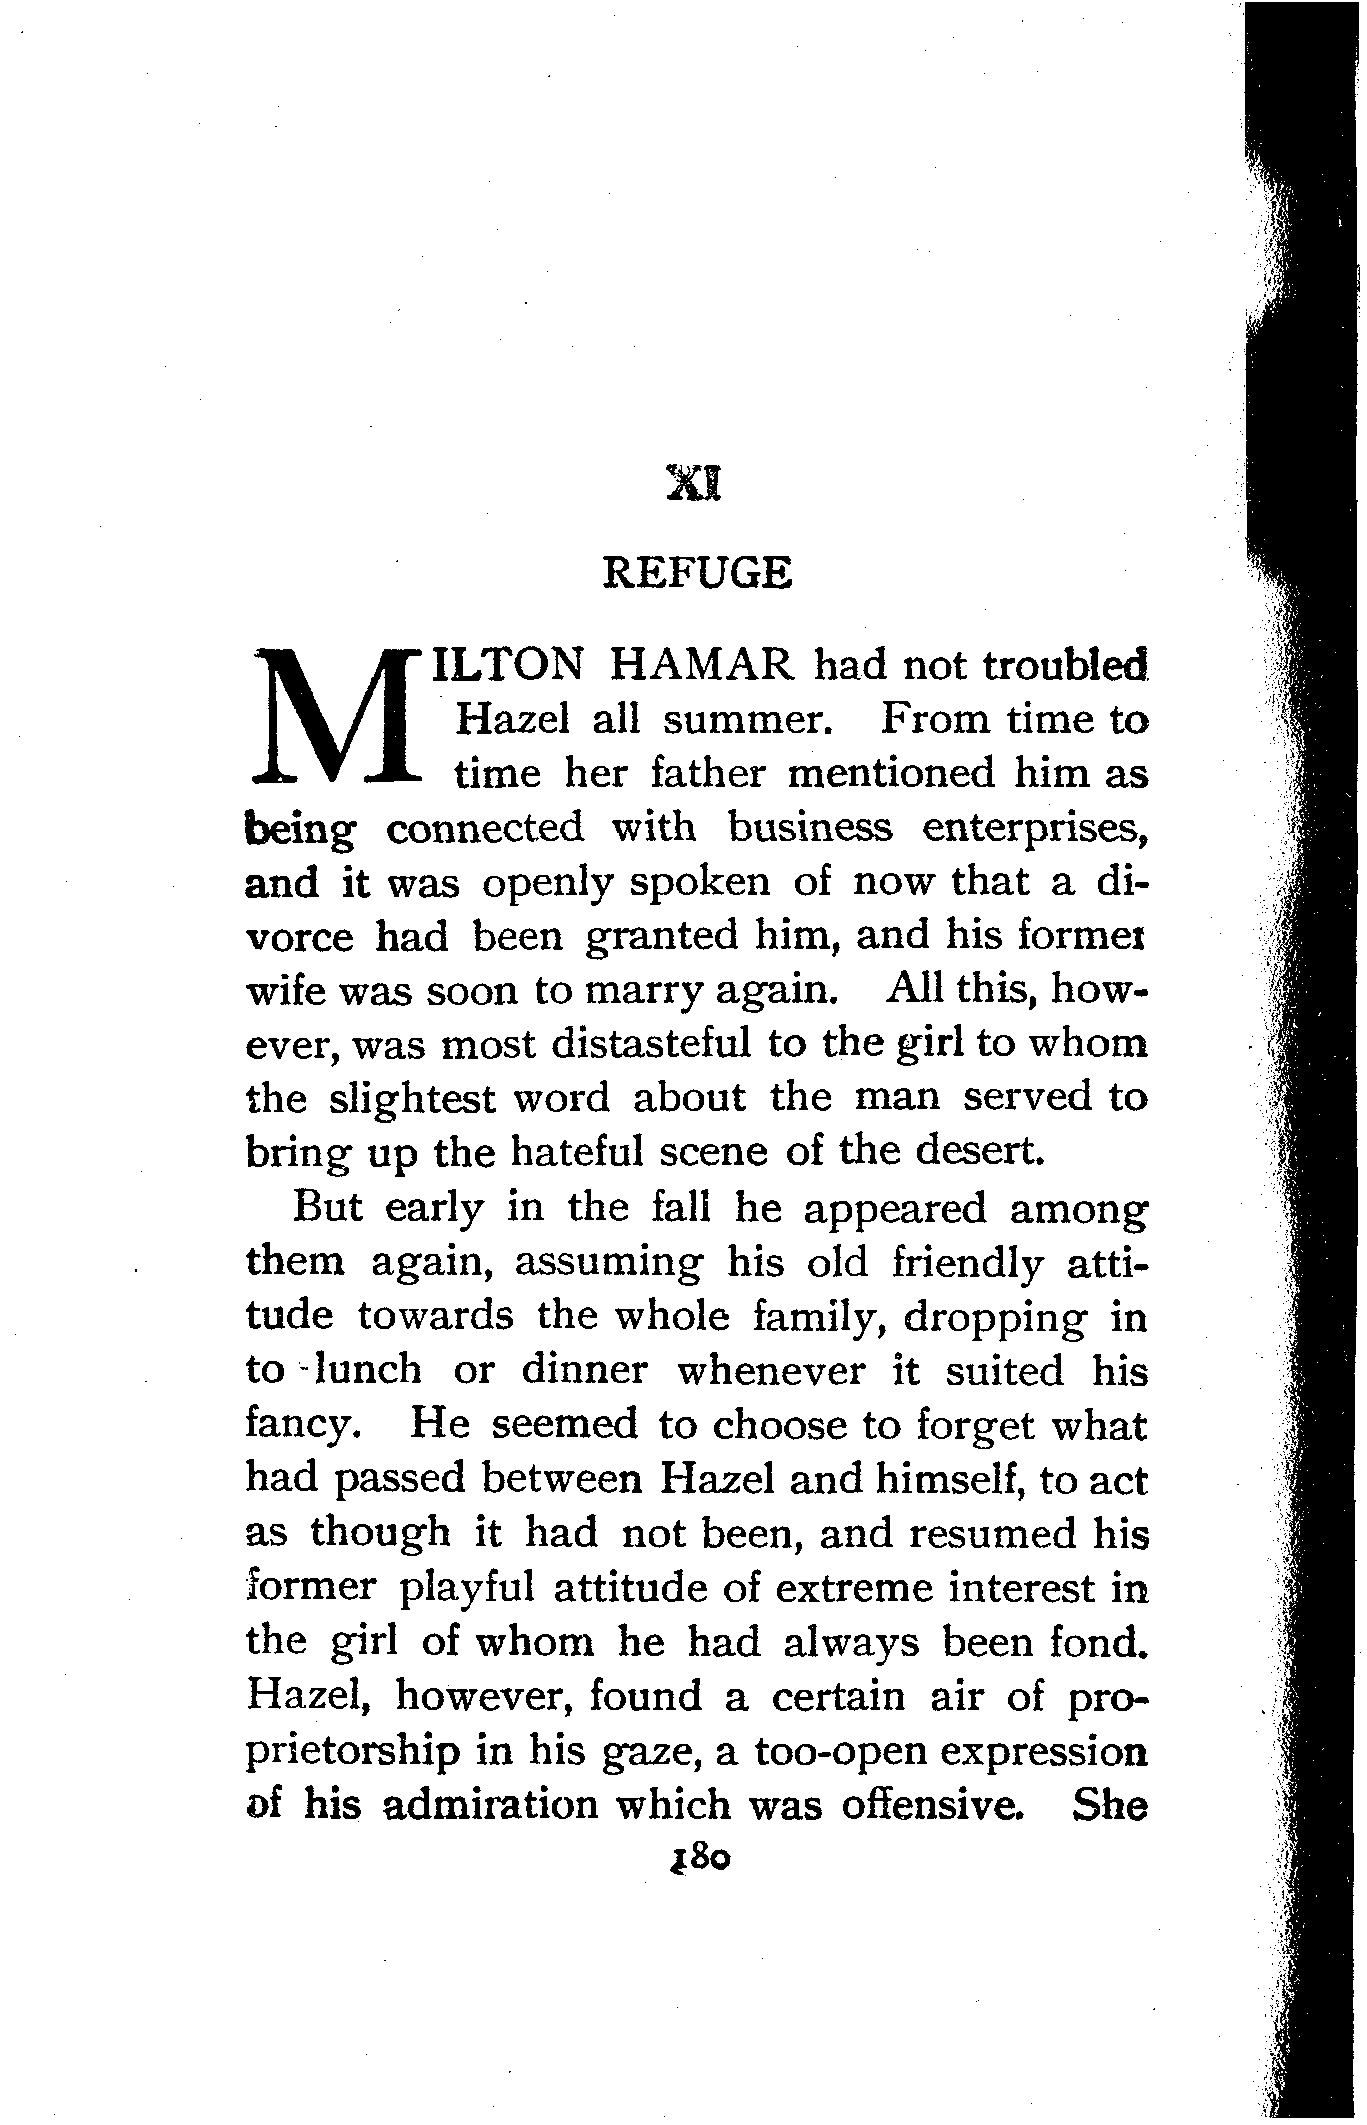 XI
REFUGE
MILTON HAMAR had not troubled
Hazel all summer. From time to
time her father mentioned him as
being connected with business enterprises,
and it was openly spoken of now that a di-
vorce had been granted him, and his former
wife was soon to marry again. All this, how-
ever, was most distasteful to the girl to whom
the slightest word about the man served to
bring up the hateful scene of the desert.
But early in the fall he appeared among
them again, assuming his old friendly atti-
tude towards the whole family, dropping in
to lunch or dinner whenever it suited his
fancy. He seemed to choose to forget what
had passed between Hazel and himself, to act
as though it had not been, and resumed his
former playful attitude of extreme interest in
the girl of whom he had always been fond.
Hazel, however, found a certain air of pro-
prietorship in his gaze, a too-open expression
of his admiration which was offensive. She
180